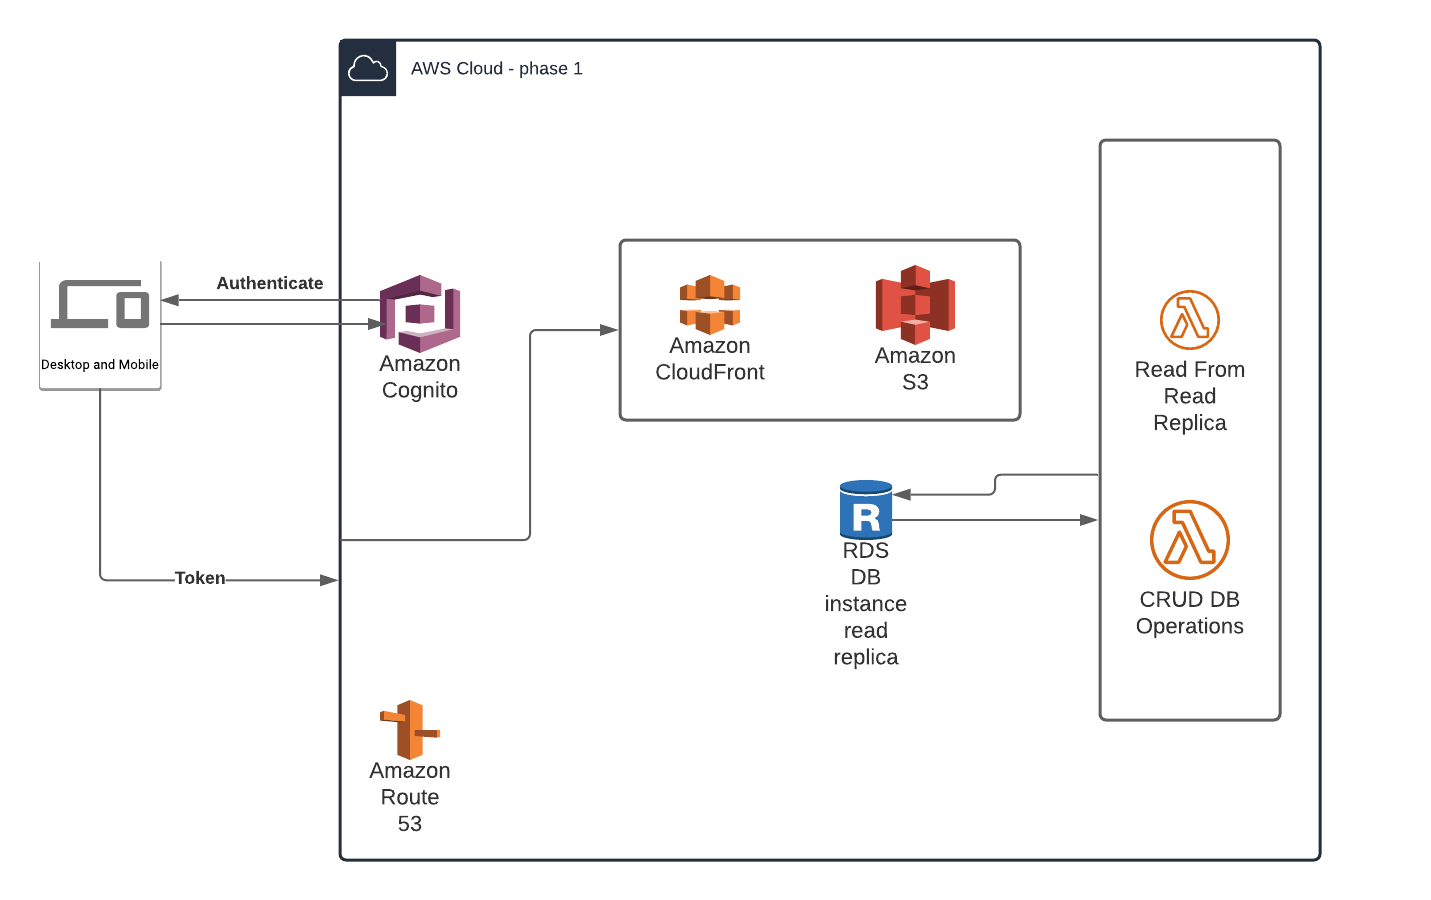 AWS Cloud - phase 1
Authenticate
Desktop and Mobile
Amazon
Cognito
Amazon
CloudFront
Amazon
S3
Read From
Read
Replica
R
RDS
DB
instance
read
replica
CRUD DB
Operations
Token
Amazon
Route
53